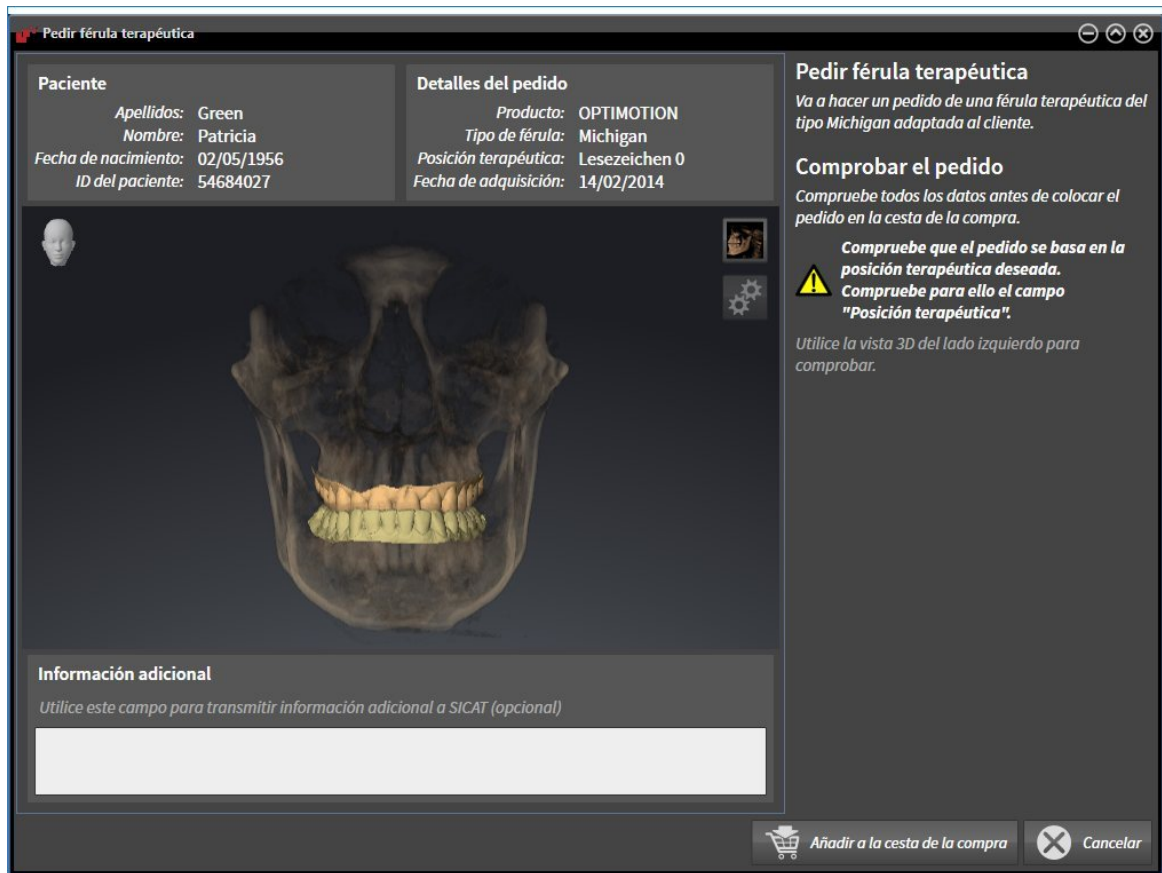 Pedir férula terapéutica
Paciente
Apellidos: Green
Nombre: Patricia
Fecha de nacimiento: 02/05/1956
ID del paciente: 54684027
Detalles del pedido
Producto: OPTIMOTION
Tipo de férula: Michigan
Posición terapéutica: Lesezeichen 0
Fecha de adquisición: 14/02/2014
Información adicional
Utilice este campo para transmitir información adicional a SICAT (opcional)
Pedir férula terapéutica
Va a hacer un pedido de una férula terapéutica del
tipo Michigan adaptada al cliente.
Comprobar el pedido
Compruebe todos los datos antes de colocar el
pedido en la cesta de la compra.
Compruebe que el pedido se basa en la
posición terapéutica deseada.
Compruebe para ello el campo
"Posición terapéutica".
Utilice la vista 3D del lado izquierdo para
comprobar.
Añadir a la cesta de la compra
Cancelar